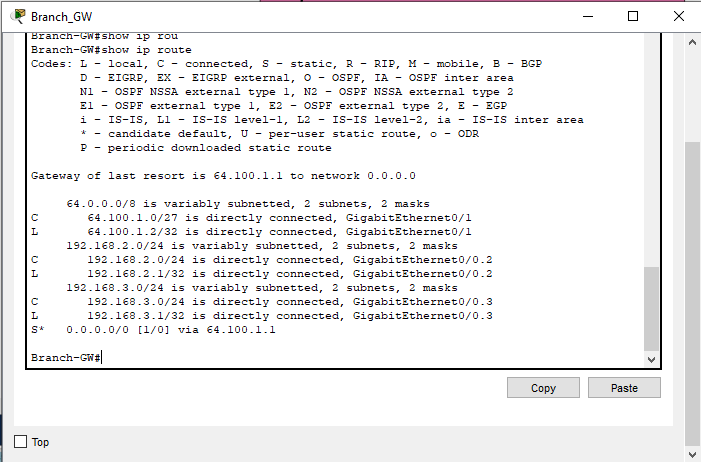 Branch_GW
Branch-GW#show ip rou
Branch-GW#show ip route
Codes: L - local, C - connected, S - static, R - RIP, M - mobile, B - BGP
       D - EIGRP, EX - EIGRP external, O - OSPF, IA - OSPF inter area
       N1 - OSPF NSSA external type 1, N2 - OSPF NSSA external type 2
       E1 - OSPF external type 1, E2 - OSPF external type 2, E - EGP
       i - IS-IS, L1 - IS-IS level-1, L2 - IS-IS level-2, ia - IS-IS inter area
       * - candidate default, U - per-user static route, o - ODR
       P - periodic downloaded static route
Gateway of last resort is 64.100.1.1 to network 0.0.0.0
     64.0.0.0/8 is variably subnetted, 2 subnets, 2 masks
C       64.100.1.0/27 is directly connected, GigabitEthernet0/1
L       64.100.1.2/32 is directly connected, GigabitEthernet0/1
     192.168.2.0/24 is variably subnetted, 2 subnets, 2 masks
C       192.168.2.0/24 is directly connected, GigabitEthernet0/0.2
L       192.168.2.1/32 is directly connected, GigabitEthernet0/0.2
     192.168.3.0/24 is variably subnetted, 2 subnets, 2 masks
C       192.168.3.0/24 is directly connected, GigabitEthernet0/0.3
L       192.168.3.1/32 is directly connected, GigabitEthernet0/0.3
S*   0.0.0.0/0 [1/0] via 64.100.1.1
Branch-GW#
Copy Paste
Top